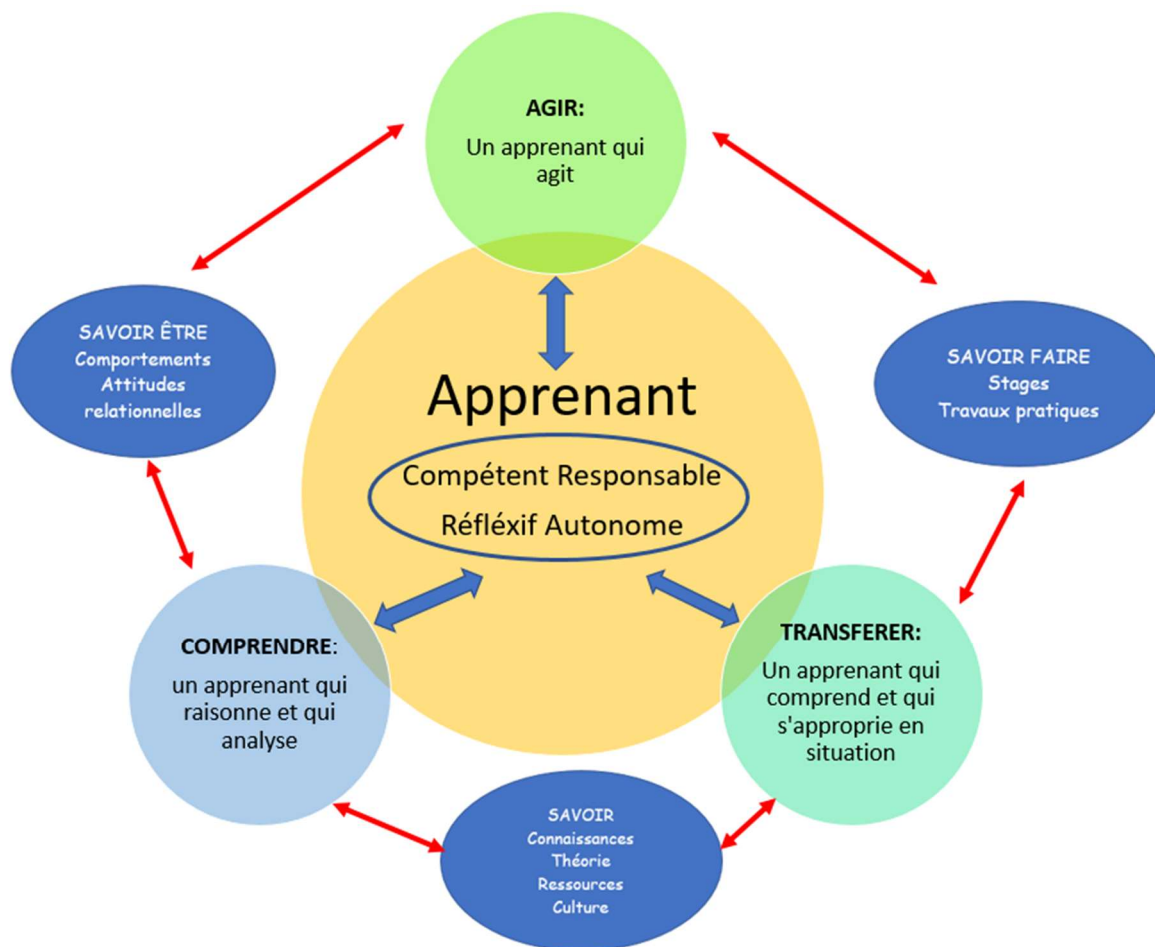 AGIR:
Un apprenant qui
agit
SAVOIR ÊTRE
Comportements
Attitudes
relationnelles
SAVOIR FAIRE
Stages
Travaux pratiques
Apprenant
Compétent Responsable
Réfléxif Autonome
COMPRENDRE:
un apprenant qui
raisonne et qui
analyse
TRANSFERER:
Un apprenant qui
comprend et qui
s'approprie en
situation
SAVOIR
Connaissances
Théorie
Ressources
Culture